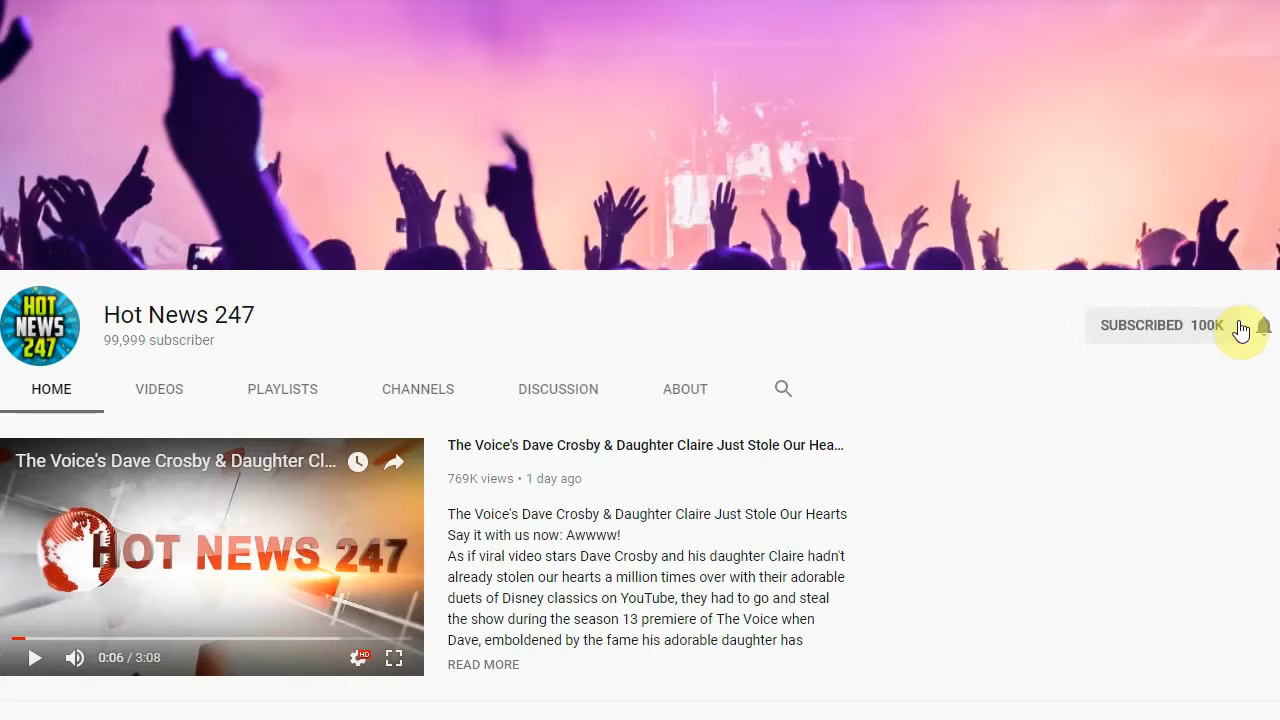 HOT
NEWS
247
Hot News 247
99,999 subscriber
SUBSCRIBED 100K
HOME VIDEOS PLAYLISTS CHANNELS DISCUSSION ABOUT
The Voice's Dave Crosby & Daughter Cl...
HOT NEWS 247
0:06 / 3:08
HD
The Voice's Dave Crosby & Daughter Claire Just Stole Our Hea...
769K views • 1 day ago
The Voice's Dave Crosby & Daughter Claire Just Stole Our Hearts
Say it with us now: Awwww!
As if viral video stars Dave Crosby and his daughter Claire hadn't
already stolen our hearts a million times over with their adorable
duets of Disney classics on YouTube, they had to go and steal
the show during the season 13 premiere of The Voice when
Dave, emboldened by the fame his adorable daughter has
READ MORE